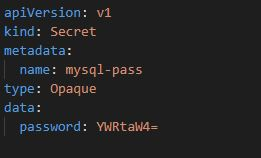 apiVersion: v1
kind: Secret
metadata:
  name: mysql-pass
type: Opaque
data:
  password: YWRtaW4=